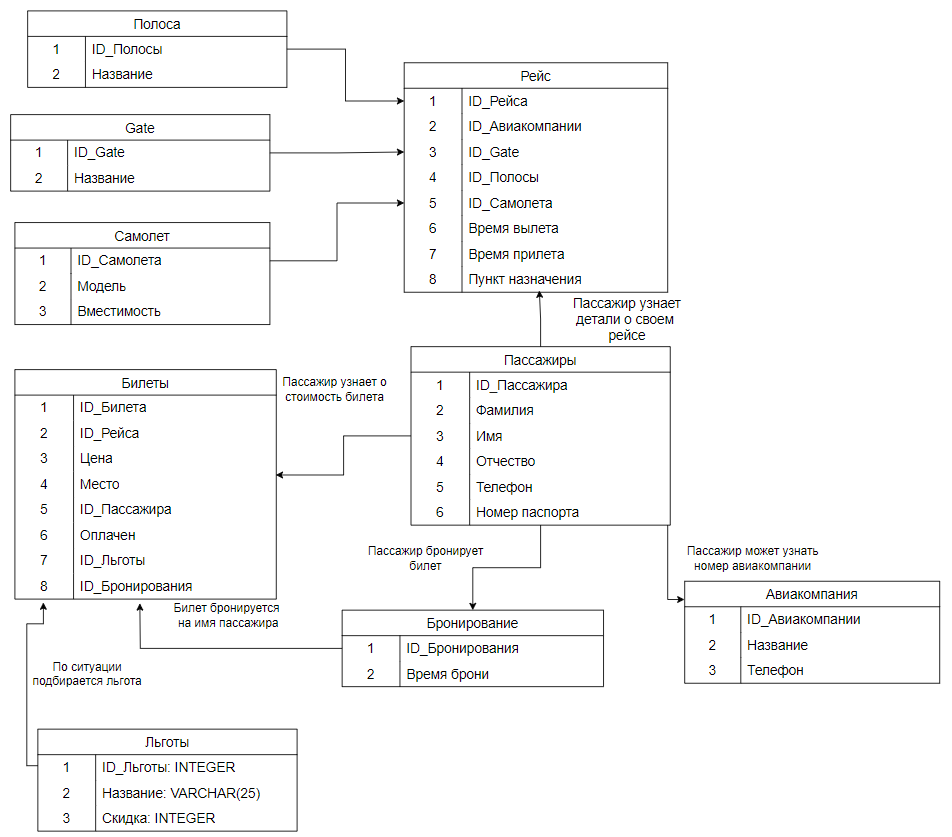 Полоса
1 ID_Полосы
2 Название
Gate
1 ID_Gate
2 Название
Самолет
1 ID_Самолета
2 Модель
3 Вместимость
Рейс
1 ID_Рейса
2 ID_Авиакомпании
3 ID_Gate
4 ID_Полосы
5 ID_Самолета
6 Время вылета
7 Время прилета
8 Пункт назначения
Пассажир узнает
детали о своем
рейсе
Пассажиры
1 ID_Пассажира
2 Фамилия
3 Имя
4 Отчество
5 Телефон
6 Номер паспорта
Пассажир узнает о
стоимость билета
Билеты
1 ID_Билета
2 ID_Рейса
3 Цена
4 Место
5 ID_Пассажира
6 Оплачен
7 ID_Льготы
8 ID_Бронирования
Пассажир бронирует
билет
Пассажир может узнать
номер авиакомпании
Авиакомпания
1 ID_Авиакомпании
2 Название
3 Телефон
Билет бронируется
на имя пассажира
Бронирование
1 ID_Бронирования
2 Время брони
По ситуации
подбирается льгота
Льготы
1 ID_Льготы: INTEGER
2 Название: VARCHAR(25)
3 Скидка: INTEGER